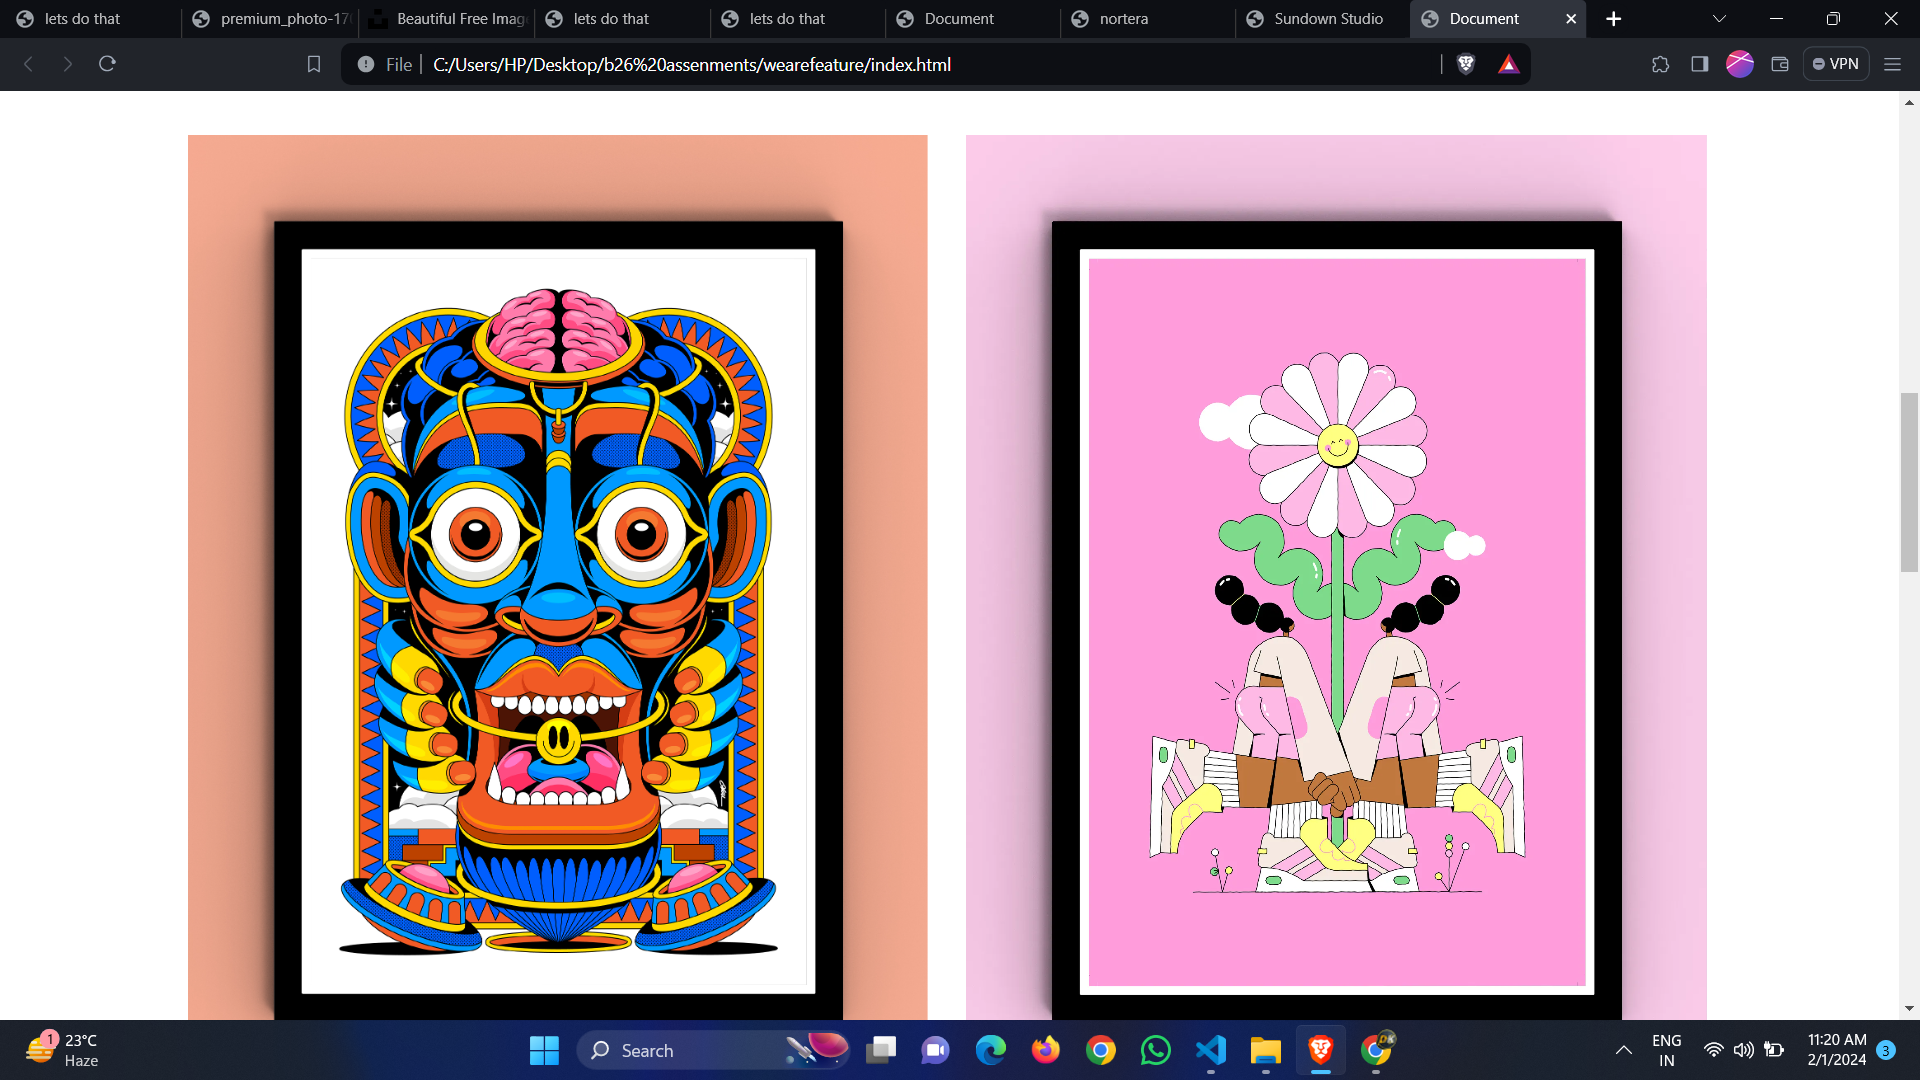 lets do that
premium_photo-170
Beautiful Free Imag
lets do that
lets do that
Document
nortera
Sundown Studio
Document
File
C:/Users/HP/Desktop/b26%20assenments/wearefeature/index.html
VPN
1
23°C
Haze
Search
DK
ENG
IN
11:20 AM
2/1/2024
3